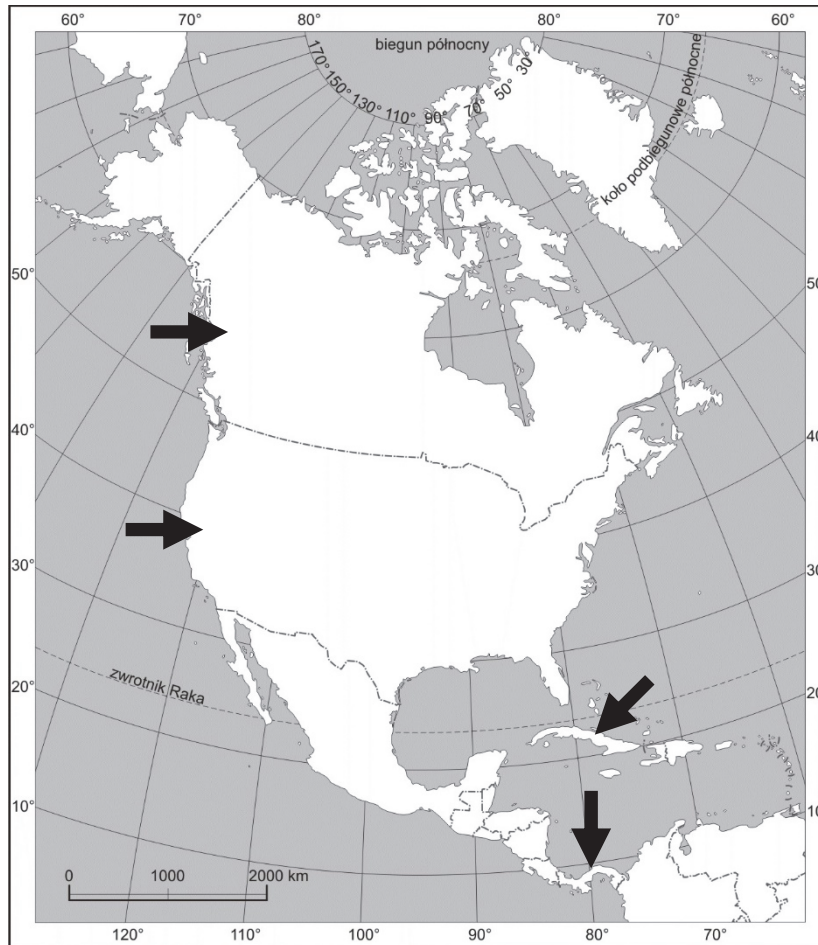 60° 70° 80° 70° 60°
biegun północny
170° 150° 130° 110° 90° 70° 50° 30°
koło podbiegunowe północne
50° 50
40° 40
30° 30
zwrotnik Raka
20° 20
10° 10
0 1000 2000 km
120° 110° 100° 90° 80° 70°